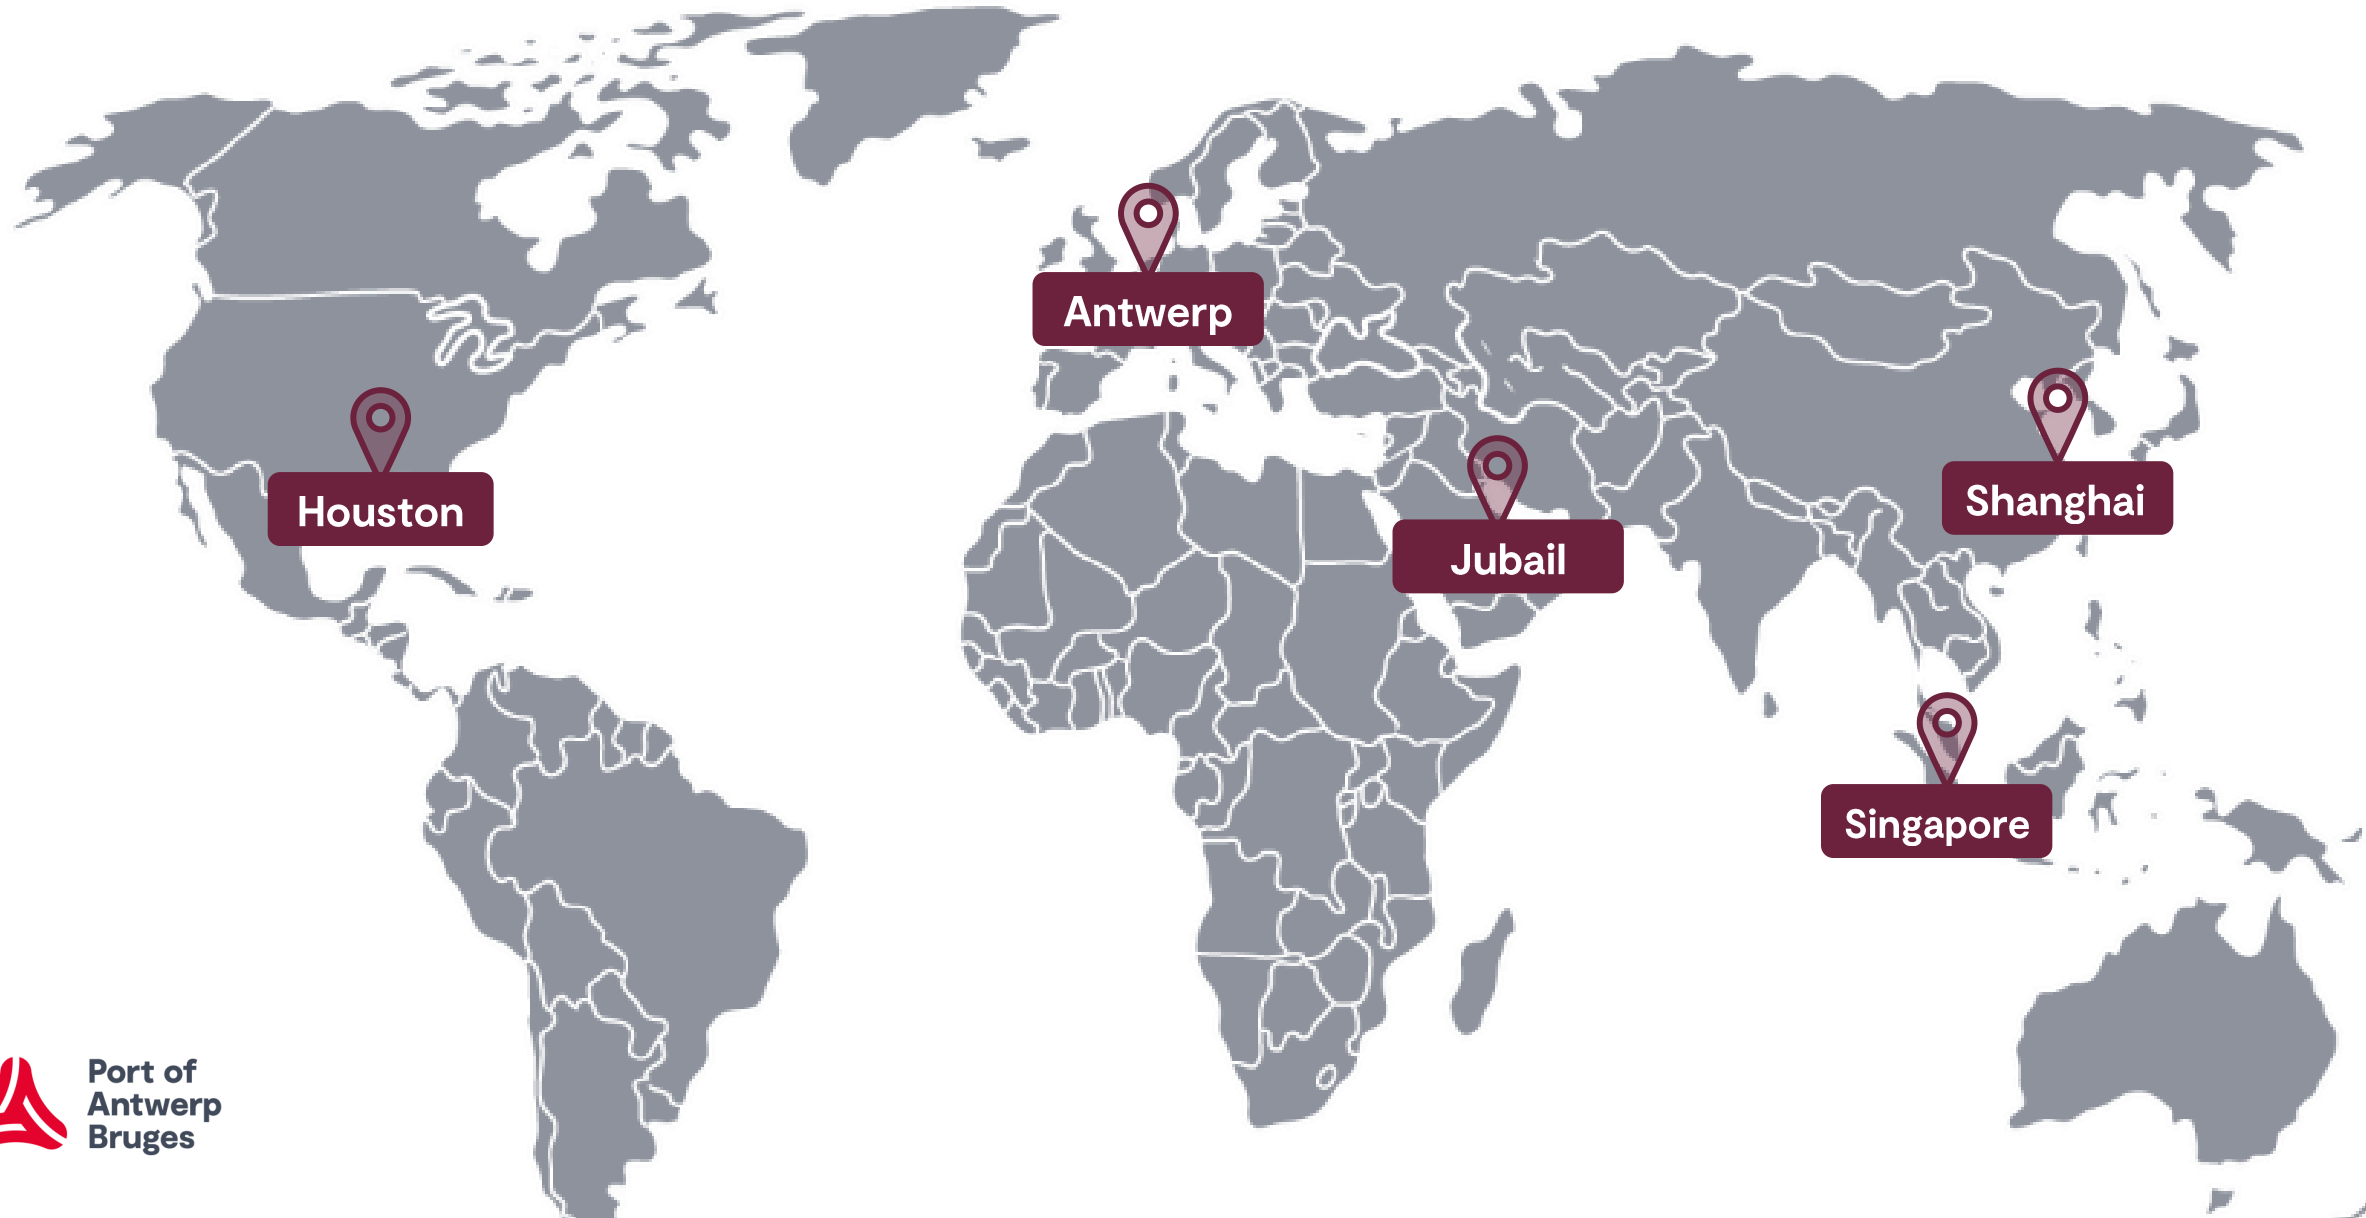 Antwerp
Houston
Shanghai
Jubail
Singapore
Port of
Antwerp
Bruges